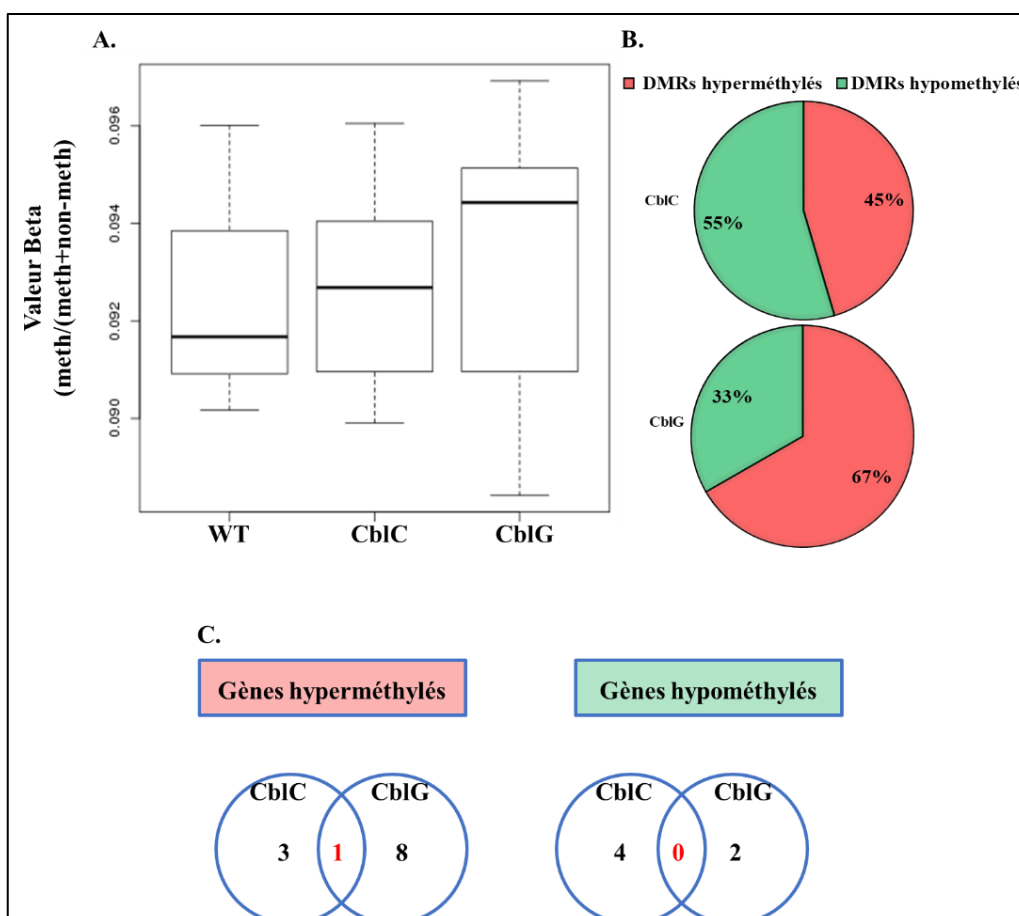 A.
Valeur Beta
(meth/(meth+non-meth)
0.096
0.094
0.092
0.090
WT CblC CblG
B.
DMRs hyperméthylés DMRs hypomethylés
CblC
55%
45%
CblG
33%
67%
C.
Gènes hyperméthylés
Gènes hypométhylés
CblC CblG
3 1 8
CblC CblG
4 0 2